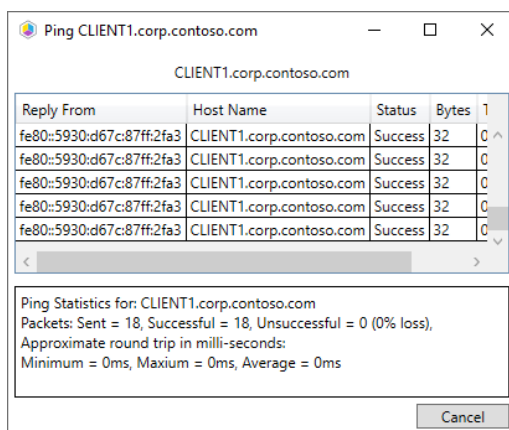 Ping CLIENT1.corp.contoso.com
CLIENT1.corp.contoso.com
Reply From Host Name Status Bytes
fe80::5930:d67c:87ff:2fa3 CLIENT1.corp.contoso.com Success 32 0
fe80::5930:d67c:87ff:2fa3 CLIENT1.corp.contoso.com Success 32 0
fe80::5930:d67c:87ff:2fa3 CLIENT1.corp.contoso.com Success 32 0
fe80::5930:d67c:87ff:2fa3 CLIENT1.corp.contoso.com Success 32 0
fe80::5930:d67c:87ff:2fa3 CLIENT1.corp.contoso.com Success 32 0
Ping Statistics for: CLIENT1.corp.contoso.com
Packets: Sent = 18, Successful = 18, Unsuccessful = 0 (0% loss),
Approximate round trip in milli-seconds:
Minimum = 0ms, Maxium = 0ms, Average = 0ms
Cancel